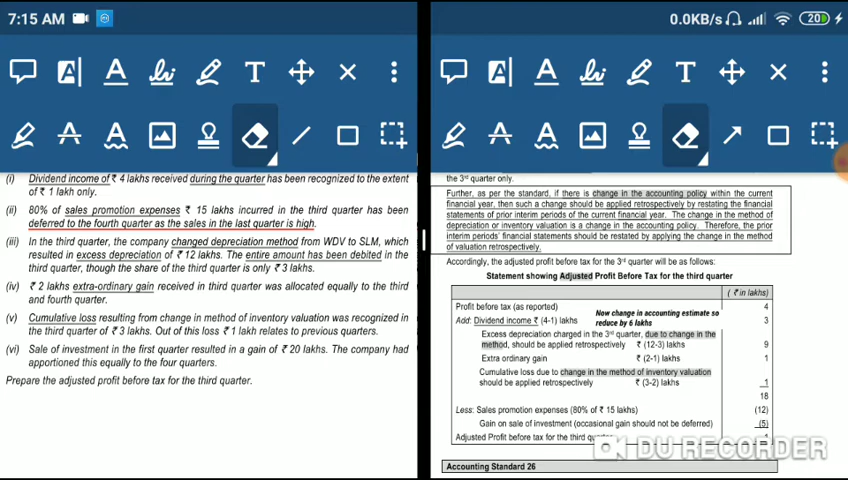 7:15 AM
0.0KB/s
20
(i) Dividend income of ₹ 4 lakhs received during the quarter has been recognized to the extent
of ₹ 1 lakh only.
(ii) 80% of sales promotion expenses ₹ 15 lakhs incurred in the third quarter has been
deferred to the fourth quarter as the sales in the last quarter is high.
(iii) In the third quarter, the company changed depreciation method from WDV to SLM, which
resulted in excess depreciation of ₹ 12 lakhs. The entire amount has been debited in the
third quarter, though the share of the third quarter is only ₹ 3 lakhs.
(iv) ₹ 2 lakhs extra-ordinary gain received in third quarter was allocated equally to the third
and fourth quarter.
(v) Cumulative loss resulting from change in method of inventory valuation was recognized in
the third quarter of ₹ 3 lakhs. Out of this loss ₹ 1 lakh relates to previous quarters.
(vi) Sale of investment in the first quarter resulted in a gain of ₹ 20 lakhs. The company had
apportioned this equally to the four quarters.
Prepare the adjusted profit before tax for the third quarter.
the 3rd quarter only.
Further, as per the standard, if there is change in the accounting policy within the current
financial year, then such a change should be applied retrospectively by restating the financial
statements of prior interim periods of the current financial year. The change in the method of
depreciation or inventory valuation is a change in the accounting policy. Therefore, the prior
interim periods' financial statements should be restated by applying the change in the method
of valuation retrospectively.
Accordingly, the adjusted profit before tax for the 3rd quarter will be as follows:
Statement showing Adjusted Profit Before Tax for the third quarter
(₹ in lakhs)
Profit before tax (as reported) 4
Add: Dividend income ₹ (4-1) lakhs 3
Now change in accounting estimate so
reduce by 6 lakhs
Excess depreciation charged in the 3rd quarter, due to change in the
method, should be applied retrospectively ₹ (12-3) lakhs 9
Extra ordinary gain ₹ (2-1) lakhs 1
Cumulative loss due to change in the method of inventory valuation
should be applied retrospectively ₹ (3-2) lakhs 1
18
Less: Sales promotion expenses (80% of ₹ 15 lakhs) (12)
Gain on sale of investment (occasional gain should not be deferred) (5)
Adjusted Profit before tax for the third quarter 1
DU RECORDER
Accounting Standard 26